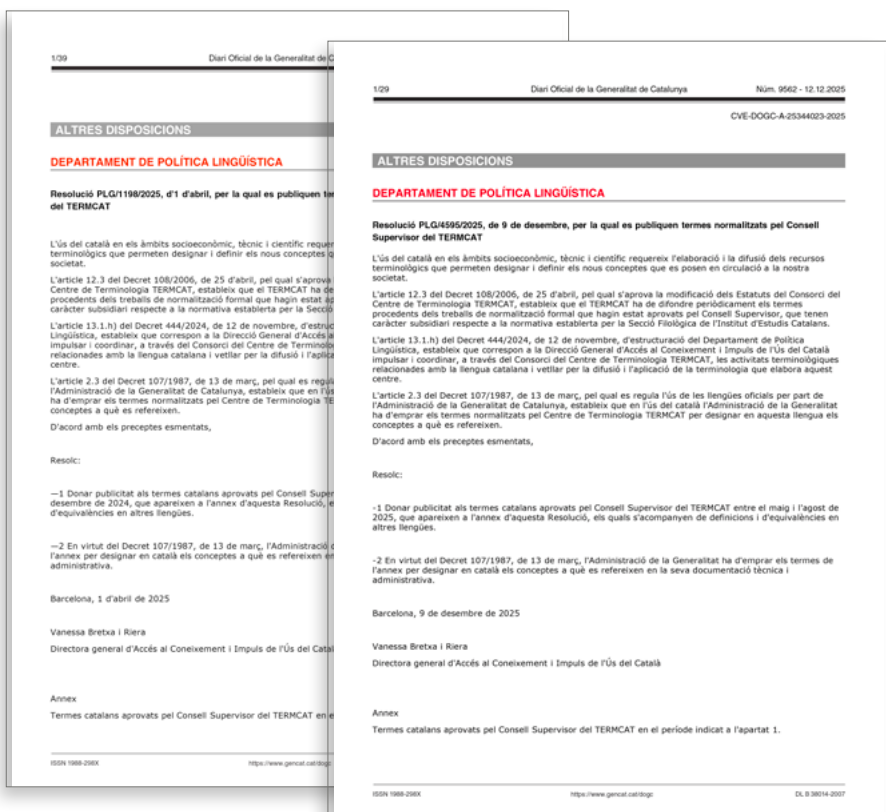 1/39 Diari Oficial de la Generalitat de
ALTRES DISPOSICIONS
DEPARTAMENT DE POLÍTICA LINGÜÍSTICA
Resolució PLG/1198/2025, d'1 d'abril, per la qual es publiquen
del TERMCAT
L'ús del català en els àmbits socioeconòmic, tècnic i científic
terminològics que permeten designar i definir els nous conceptes
societat.
L'article 12.3 del Decret 108/2006, de 25 d'abril, pel qual s'aprova
Centre de Terminologia TERMCAT, estableix que el TERMCAT ha de
procedents dels treballs de normalització formal que hagin estat
caràcter subsidiari respecte a la normativa establerta per la Secció
L'article 13.1.h) del Decret 444/2024, de 12 de novembre,
Lingüística, estableix que correspon a la Direcció General d'Accés a
impulsar i coordinar, a través del Consorci del Centre de
relacionades amb la llengua catalana i vetllar per la difusió i
centre.
L'article 2.3 del Decret 107/1987, de 13 de març, pel qual es
l'Administració de la Generalitat de Catalunya, estableix que en
ha d'emprar els termes normalitzats pel Centre de Terminologia
conceptes a què es refereixen.
D'acord amb els preceptes esmentats,
Resolc:
—1 Donar publicitat als termes catalans aprovats pel Consell
desembre de 2024, que apareixen a l'annex d'aquesta Resolució,
d'equivalències en altres llengües.
—2 En virtut del Decret 107/1987, de 13 de març, l'Administració
l'annex per designar en català els conceptes a què es refereixen
administrativa.
Barcelona, 1 d'abril de 2025
Vanessa Bretxa i Riera
Directora general d'Accés al Coneixement i Impuls de l'Ús del
Annex
Termes catalans aprovats pel Consell Supervisor del TERMCAT en
ISSN 1988-298X https://www.gencat.cat/dogc
1/29 Diari Oficial de la Generalitat de Catalunya Núm. 9562 - 12.12.2025
CVE-DOGC-A-25344023-2025
ALTRES DISPOSICIONS
DEPARTAMENT DE POLÍTICA LINGÜÍSTICA
Resolució PLG/4595/2025, de 9 de desembre, per la qual es publiquen termes normalitzats pel Consell
Supervisor del TERMCAT
L'ús del català en els àmbits socioeconòmic, tècnic i científic requereix l'elaboració i la difusió dels recursos
terminològics que permeten designar i definir els nous conceptes que es posen en circulació a la nostra
societat.
L'article 12.3 del Decret 108/2006, de 25 d'abril, pel qual s'aprova la modificació dels Estatuts del Consorci del
Centre de Terminologia TERMCAT, estableix que el TERMCAT ha de difondre periòdicament els termes
procedents dels treballs de normalització formal que hagin estat aprovats pel Consell Supervisor, que tenen
caràcter subsidiari respecte a la normativa establerta per la Secció Filològica de l'Institut d'Estudis Catalans.
L'article 13.1.h) del Decret 444/2024, de 12 de novembre, d'estructuració del Departament de Política
Lingüística, estableix que correspon a la Direcció General d'Accés al Coneixement i Impuls de l'Ús del Català
impulsar i coordinar, a través del Consorci del Centre de Terminologia TERMCAT, les activitats terminològiques
relacionades amb la llengua catalana i vetllar per la difusió i l'aplicació de la terminologia que elabora aquest
centre.
L'article 2.3 del Decret 107/1987, de 13 de març, pel qual es regula l'ús de les llengües oficials per part de
l'Administració de la Generalitat de Catalunya, estableix que en l'ús del català l'Administració de la Generalitat
ha d'emprar els termes normalitzats pel Centre de Terminologia TERMCAT per designar en aquesta llengua els
conceptes a què es refereixen.
D'acord amb els preceptes esmentats,
Resolc:
-1 Donar publicitat als termes catalans aprovats pel Consell Supervisor del TERMCAT entre el maig i l'agost de
2025, que apareixen a l'annex d'aquesta Resolució, els quals s'acompanyen de definicions i d'equivalències en
altres llengües.
-2 En virtut del Decret 107/1987, de 13 de març, l'Administració de la Generalitat ha d'emprar els termes de
l'annex per designar en català els conceptes a què es refereixen en la seva documentació tècnica i
administrativa.
Barcelona, 9 de desembre de 2025
Vanessa Bretxa i Riera
Directora general d'Accés al Coneixement i Impuls de l'Ús del Català
Annex
Termes catalans aprovats pel Consell Supervisor del TERMCAT en el període indicat a l'apartat 1.
ISSN 1988-298X https://www.gencat.cat/dogc DL B 38014-2007